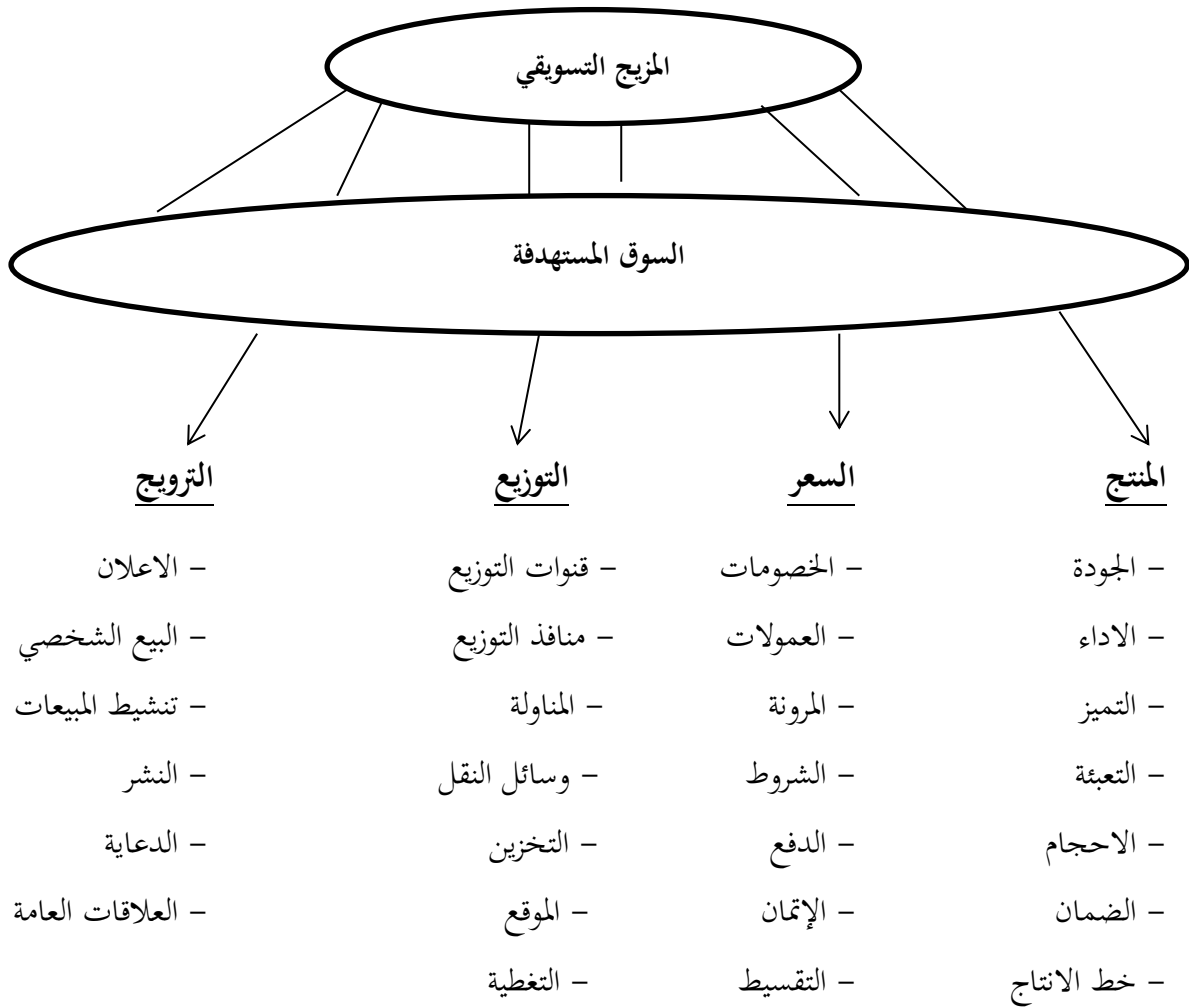 المزيج التسويقي
السوق المستهدفة
المنتج
– الجودة
– الاداء
– التميز
– التعبئة
– الاحجام
– الضمان
– خط الانتاج
السعر
– الخصومات
– العمولات
– المرونة
– الشروط
– الدفع
– الإتمان
– التقسيط
التوزيع
– قنوات التوزيع
– منافذ التوزيع
– المناولة
– وسائل النقل
– التخزين
– الموقع
– التغطية
الترويج
– الاعلان
– البيع الشخصي
– تنشيط المبيعات
– النشر
– الدعاية
– العلاقات العامة